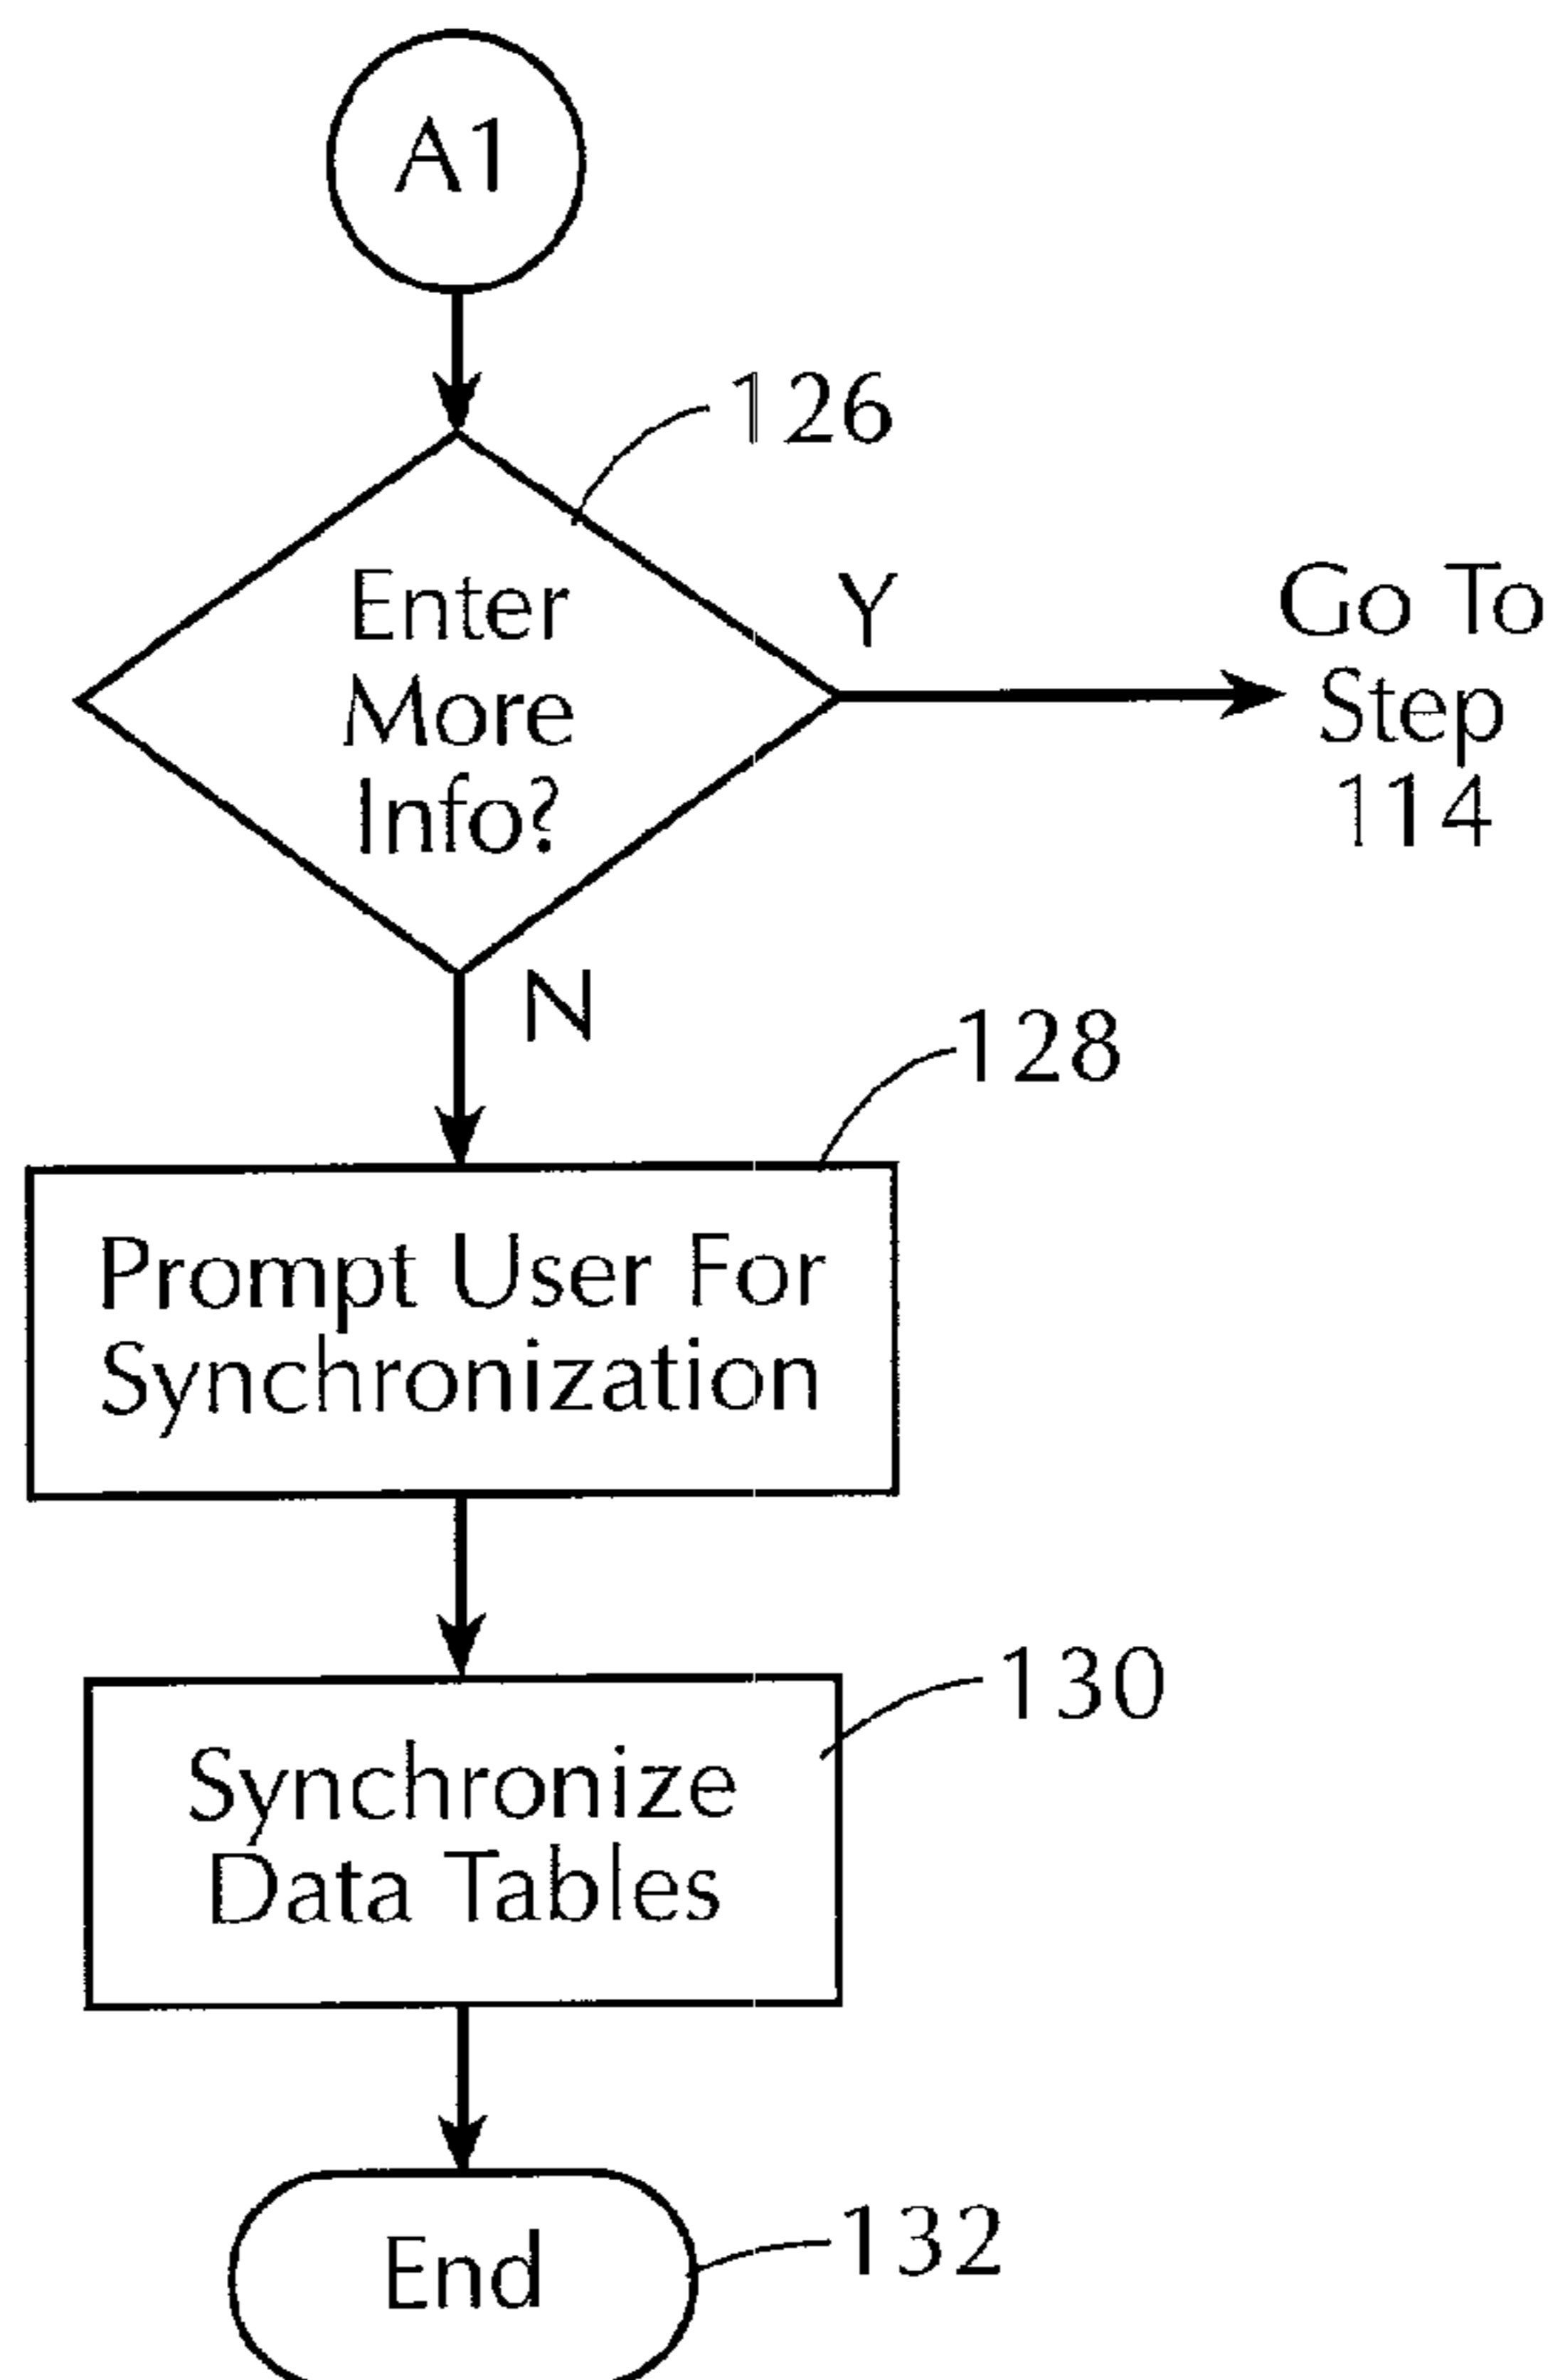 A1
126
Enter
More
Info?
Y
Go To
Step
114
N
128
Prompt User For
Synchronization
130
Synchronize
Data Tables
End
132